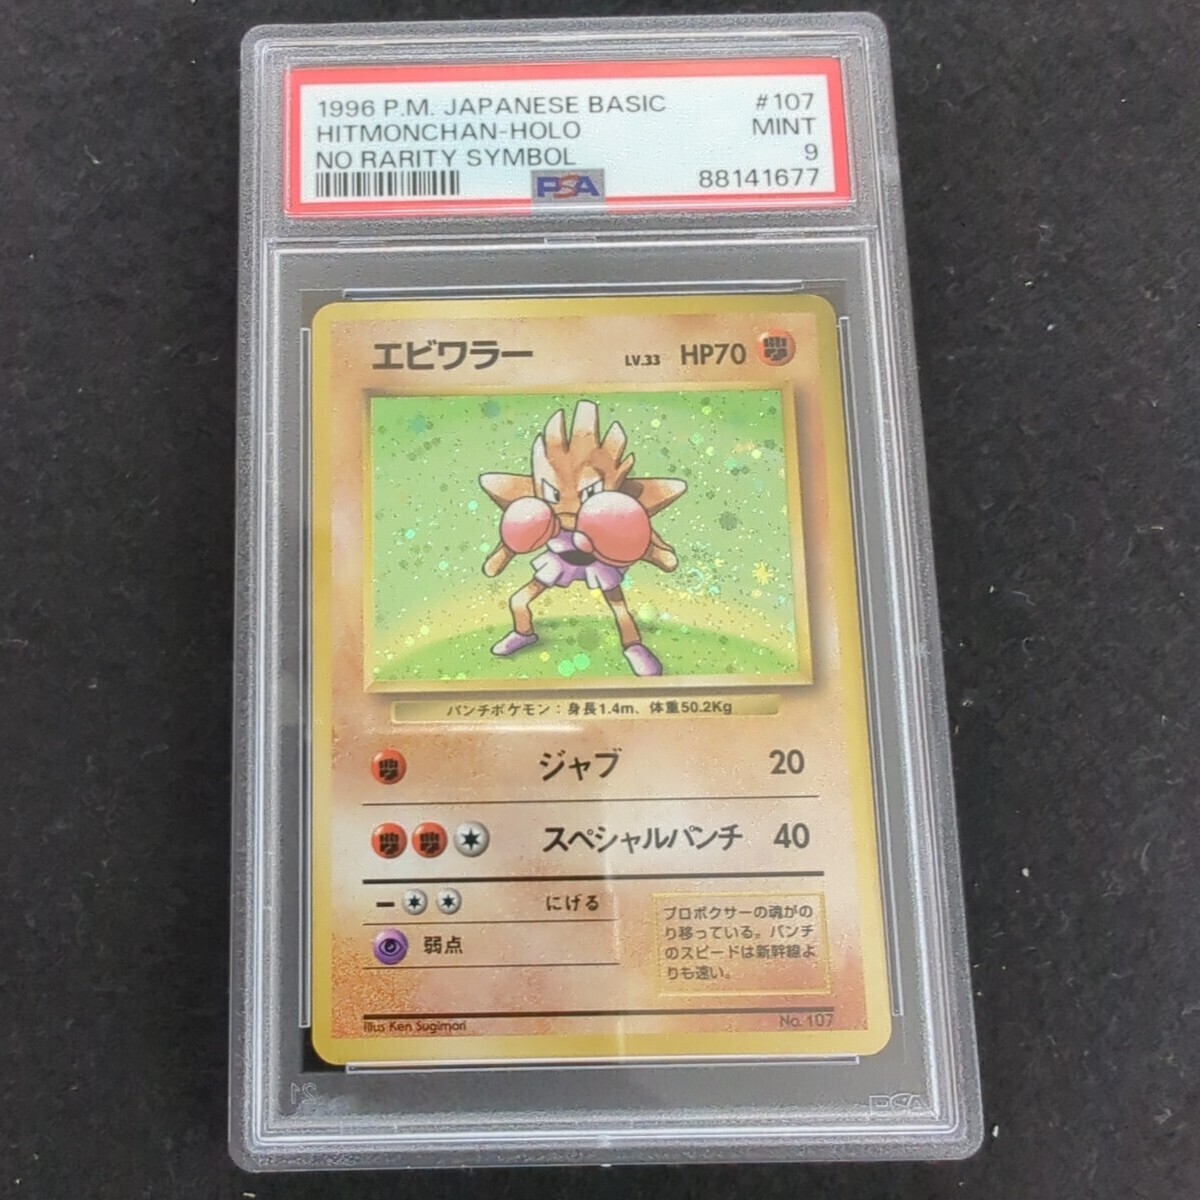 1996 P.M. JAPANESE BASIC #107
HITMONCHAN-HOLO MINT
NO RARITY SYMBOL 9
PSA 88141677
エビワラー LV.33 HP70
パンチポケモン：身長1.4m、体重50.2Kg
ジャブ 20
スペシャルパンチ 40
にげる
弱点
プロボクサーの魂がの
り移っている。パンチ
のスピードは新幹線よ
りも速い。
Illus Ken Sugimori No. 107
PSA